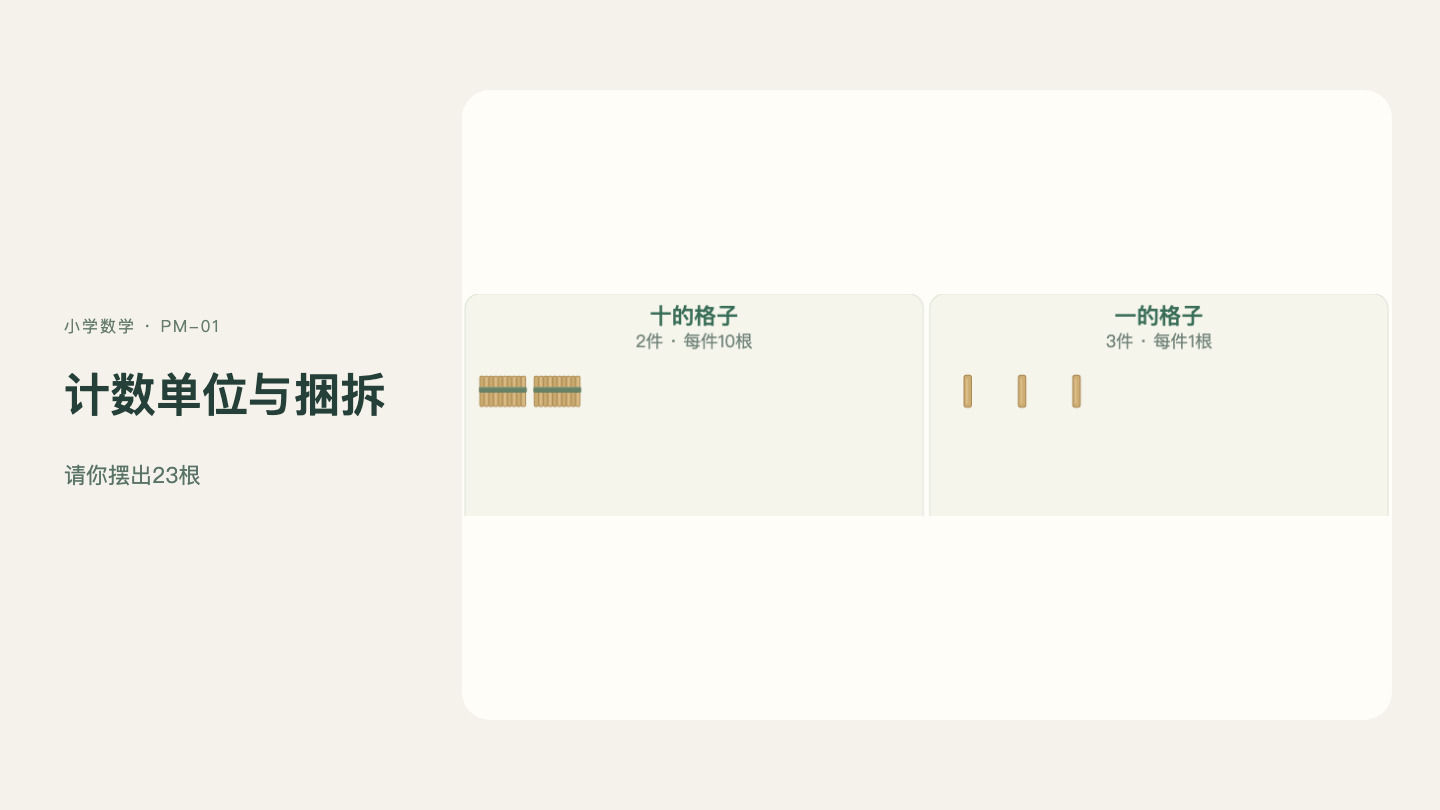 小学数学 · PM–01
计数单位与捆拆
请你摆出23根
十的格子
2件 · 每件10根
一的格子
3件 · 每件1根